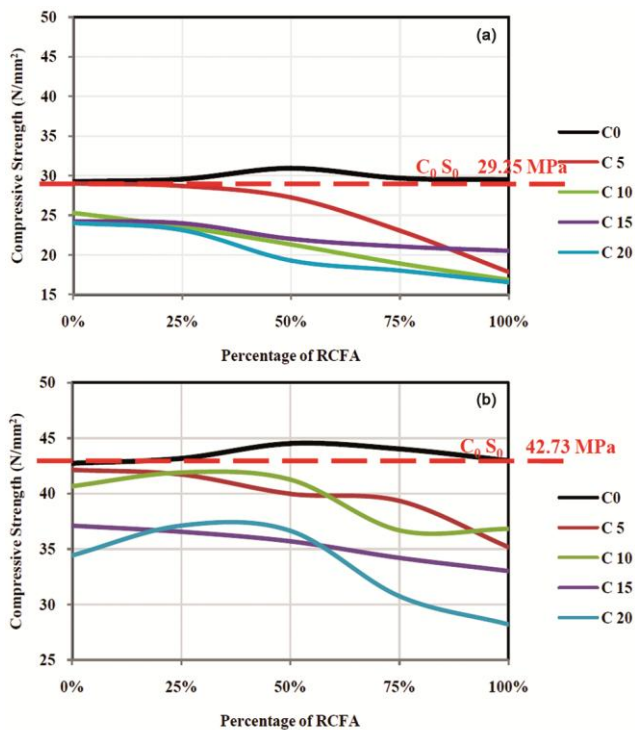 50
(a)
45
40
35
30
25
20
15
Compressive Strength (N/mm²)
C₀ S₀ 29.25 MPa
C0
C 5
C 10
C 15
C 20
0% 25% 50% 75% 100%
Percentage of RCFA
50
(b)
45
40
35
30
25
Compressive Strength (N/mm²)
C₀ S₀ 42.73 MPa
C0
C 5
C 10
C 15
C 20
0% 25% 50% 75% 100%
Percentage of RCFA